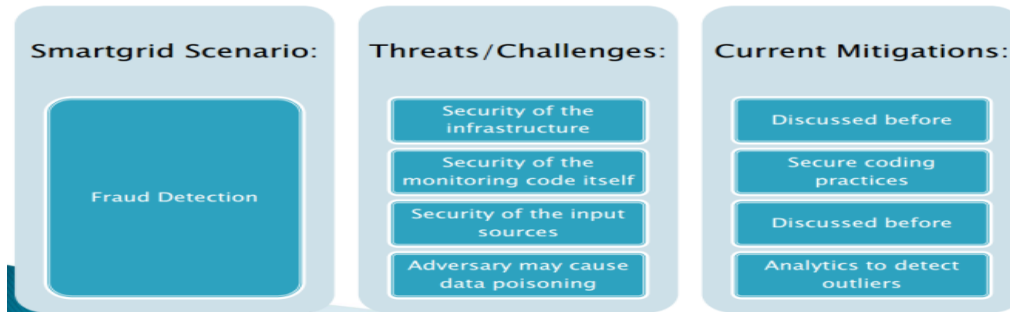 Smartgrid Scenario:
Fraud Detection
Threats/Challenges:
Security of the
infrastructure
Security of the
monitoring code itself
Security of the input
sources
Adversary may cause
data poisoning
Current Mitigations:
Discussed before
Secure coding
practices
Discussed before
Analytics to detect
outliers